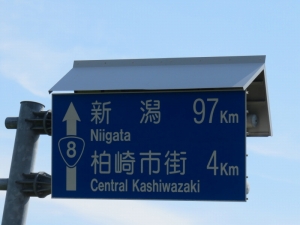 新潟 97Km
Niigata
8
柏崎市街 4Km
Central Kashiwazaki